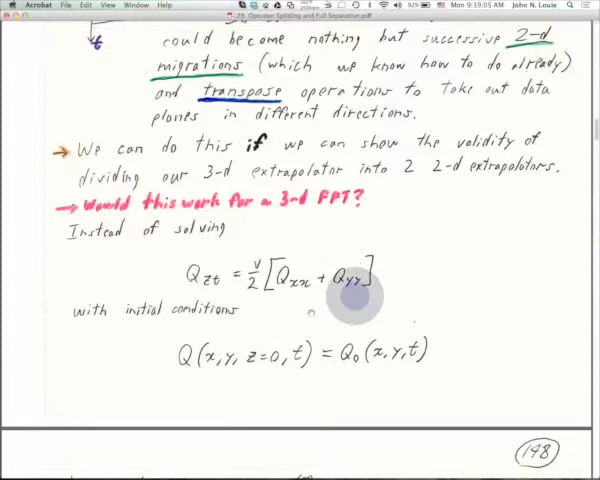 Acrobat File Edit View Window Help 92% Mon 9:19:05 AM John N. Louie
29. Operator Splitting and Full Separation.pdf
t could become nothing but successive 2-d
migrations (which we know how to do already)
and transpose operations to take out data
planes in different directions.
→ We can do this if we can show the validity of
dividing our 3-d extrapolator into 2 2-d extrapolators.
→ Would this work for a 3-d FFT?
Instead of solving
Q_zt = v/2 [Q_xx + Q_yy]
with initial conditions
Q(x, y, z=0, t) = Q_0(x, y, t)
198